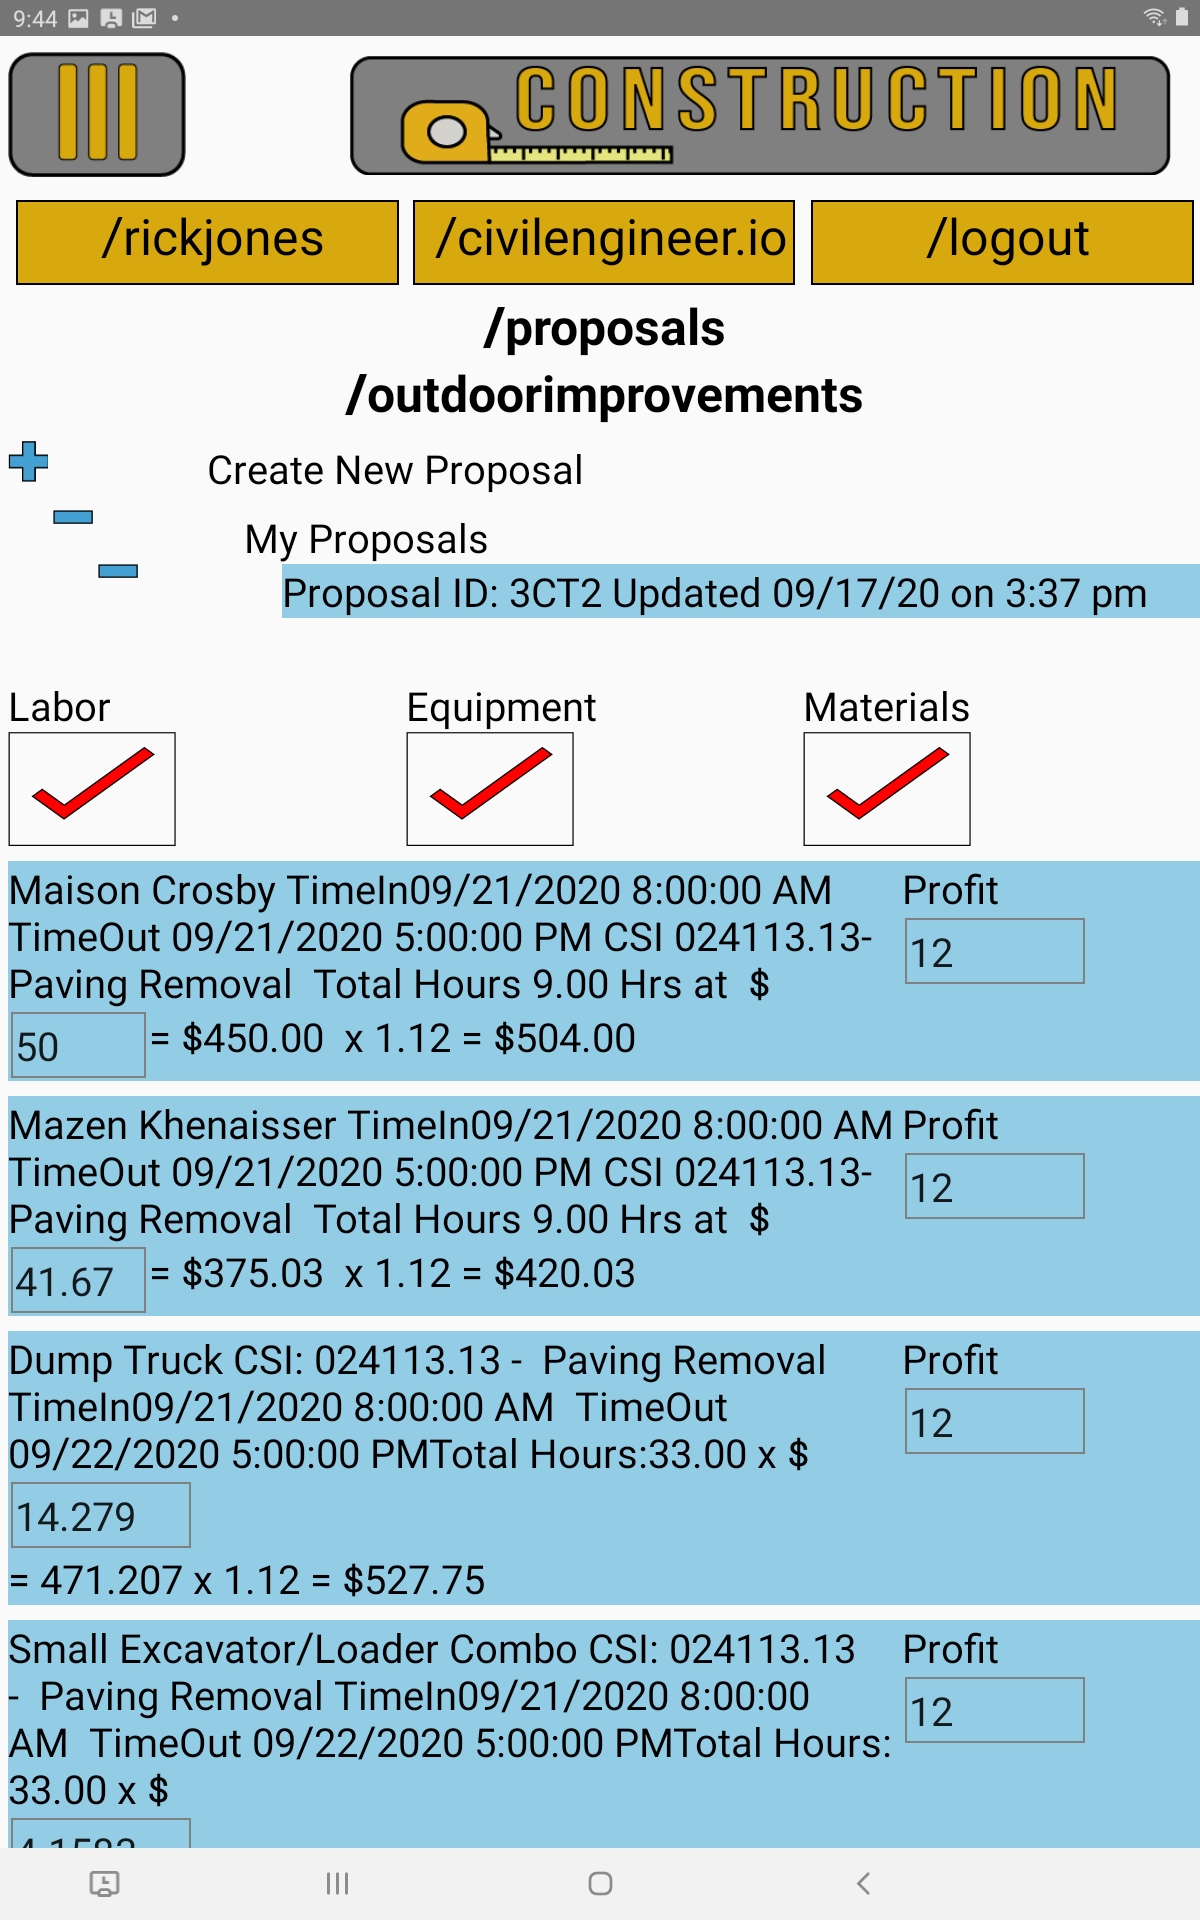 9:44
CONSTRUCTION
/rickjones /civilengineer.io /logout
/proposals
/outdoorimprovements
Create New Proposal
My Proposals
Proposal ID: 3CT2 Updated 09/17/20 on 3:37 pm
Labor Equipment Materials
Maison Crosby TimeIn09/21/2020 8:00:00 AM Profit
TimeOut 09/21/2020 5:00:00 PM CSI 024113.13- 12
Paving Removal Total Hours 9.00 Hrs at $
50 = $450.00 x 1.12 = $504.00
Mazen Khenaisser TimeIn09/21/2020 8:00:00 AM Profit
TimeOut 09/21/2020 5:00:00 PM CSI 024113.13- 12
Paving Removal Total Hours 9.00 Hrs at $
41.67 = $375.03 x 1.12 = $420.03
Dump Truck CSI: 024113.13 - Paving Removal Profit
TimeIn09/21/2020 8:00:00 AM TimeOut 12
09/22/2020 5:00:00 PMTotal Hours:33.00 x $
14.279
= 471.207 x 1.12 = $527.75
Small Excavator/Loader Combo CSI: 024113.13 Profit
- Paving Removal TimeIn09/21/2020 8:00:00 12
AM TimeOut 09/22/2020 5:00:00 PMTotal Hours:
33.00 x $